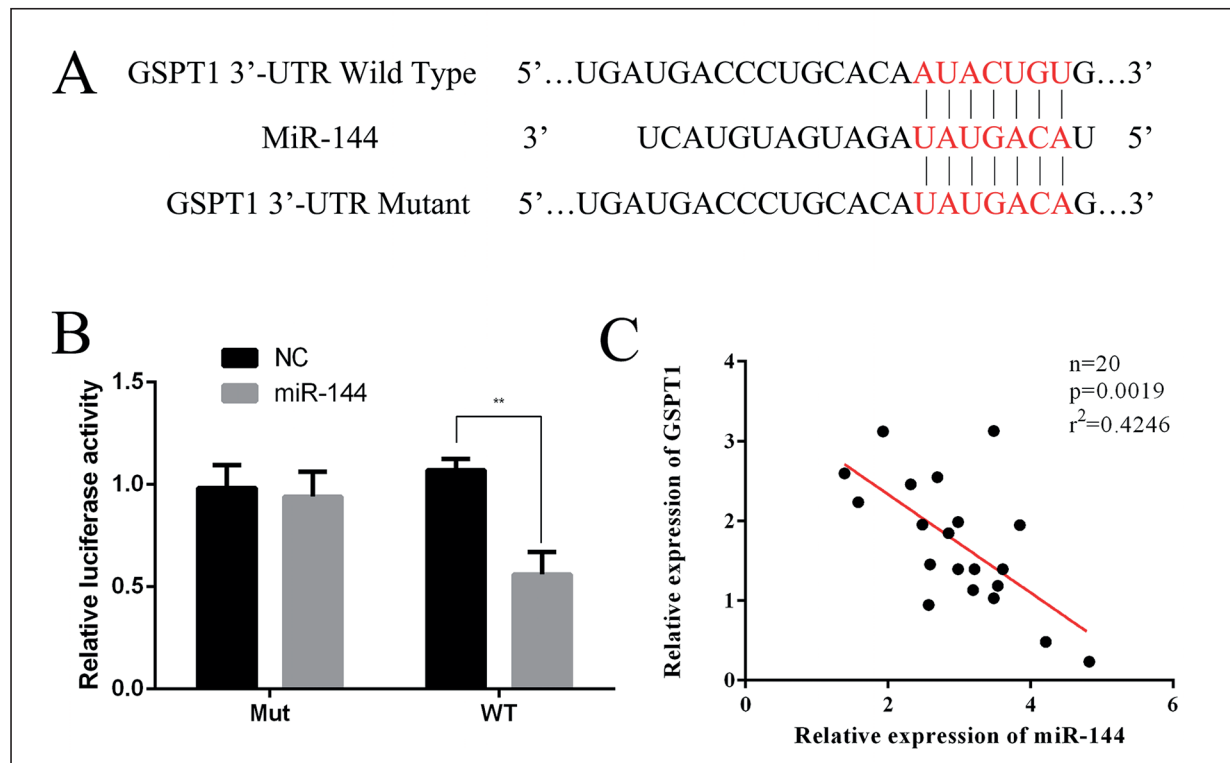 A
GSPT1 3’-UTR Wild Type 5’…UGAUGACCCUGCACAAUACUGUG…3’
MiR-144 3’ UCAUGUAGUAGAUAUGACAU 5’
GSPT1 3’-UTR Mutant 5’…UGAUGACCCUGCACAUAUGACAG…3’
B
NC
miR-144
Relative luciferase activity
1.5
1.0
0.5
0.0
**
Mut WT
C
n=20
p=0.0019
r²=0.4246
Relative expression of GSPT1
4
3
2
1
0
0 2 4 6
Relative expression of miR-144